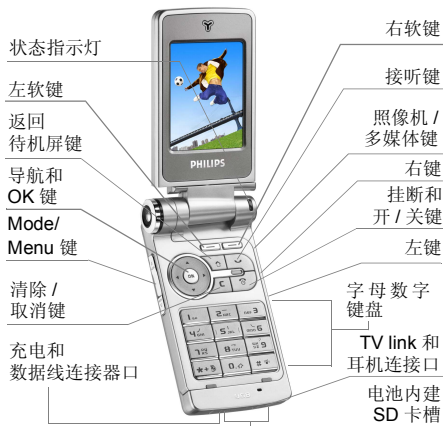 状态指示灯
左软键
返回
待机屏键
导航和
OK 键
Mode/
Menu 键
清除 /
取消键
充电和
数据线连接器口
PHILIPS
右软键
接听键
照像机 /
多媒体键
右键
挂断和
开 / 关键
左键
字母数字
键盘
TV link 和
耳机连接口
电池内建
SD 卡槽